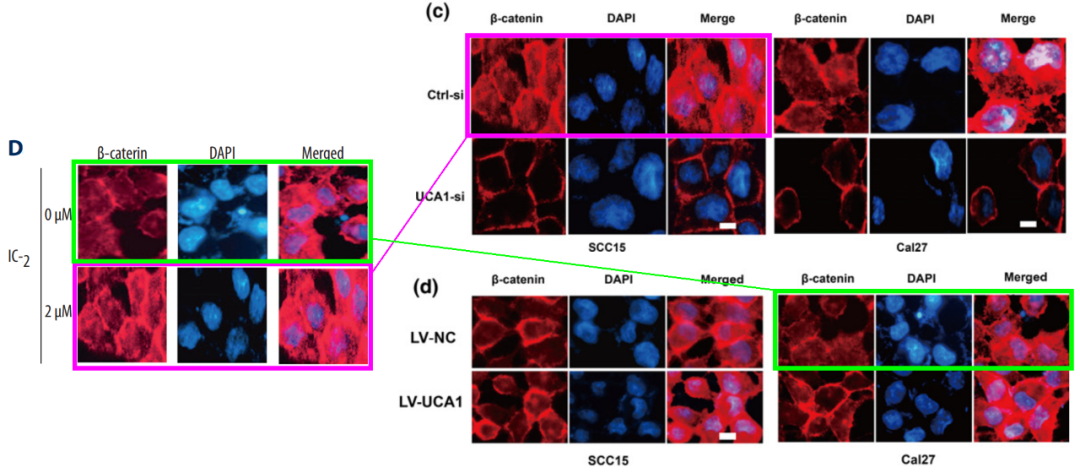 D
β-caterin DAPI Merged
0 μM
IC-2
2 μM
(c)
β-catenin DAPI Merge β-catenin DAPI Merge
Ctrl-si
UCA1-si
SCC15 Cal27
(d)
β-catenin DAPI Merged β-catenin DAPI Merged
LV-NC
LV-UCA1
SCC15 Cal27